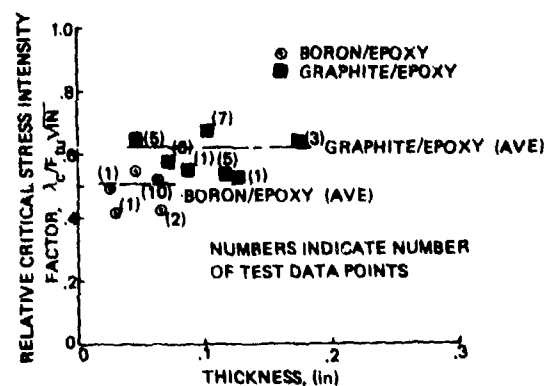 RELATIVE CRITICAL STRESS INTENSITY
FACTOR, λc/Ftu √IN
1.0
.8
.6
.4
.2
0
BORON/EPOXY
GRAPHITE/EPOXY
(7)
(5)
(6)
(3)
GRAPHITE/EPOXY (AVE)
(1)
(1)
(5)
(1)
(10)
BORON/EPOXY (AVE)
(1)
(2)
NUMBERS INDICATE NUMBER
OF TEST DATA POINTS
0
.1
.2
.3
THICKNESS, (in)